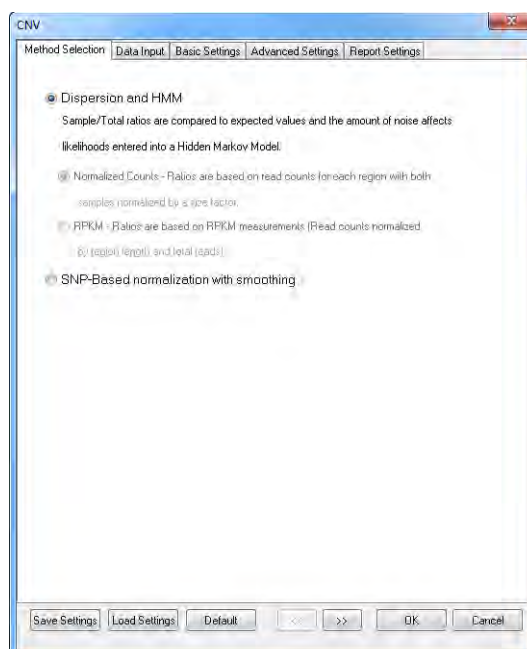 CNV
Method Selection Data Input Basic Settings Advanced Settings Report Settings
Dispersion and HMM
Sample/Total ratios are compared to expected values and the amount of noise affects
likelihoods entered into a Hidden Markov Model.
Normalized Counts - Ratios are based on read counts for each region with both
samples normalized by a size factor.
RPKM - Ratios are based on RPKM measurements (Read counts normalized
by region length and total reads)
SNP-Based normalization with smoothing
Save Settings Load Settings Default < >> OK Cancel